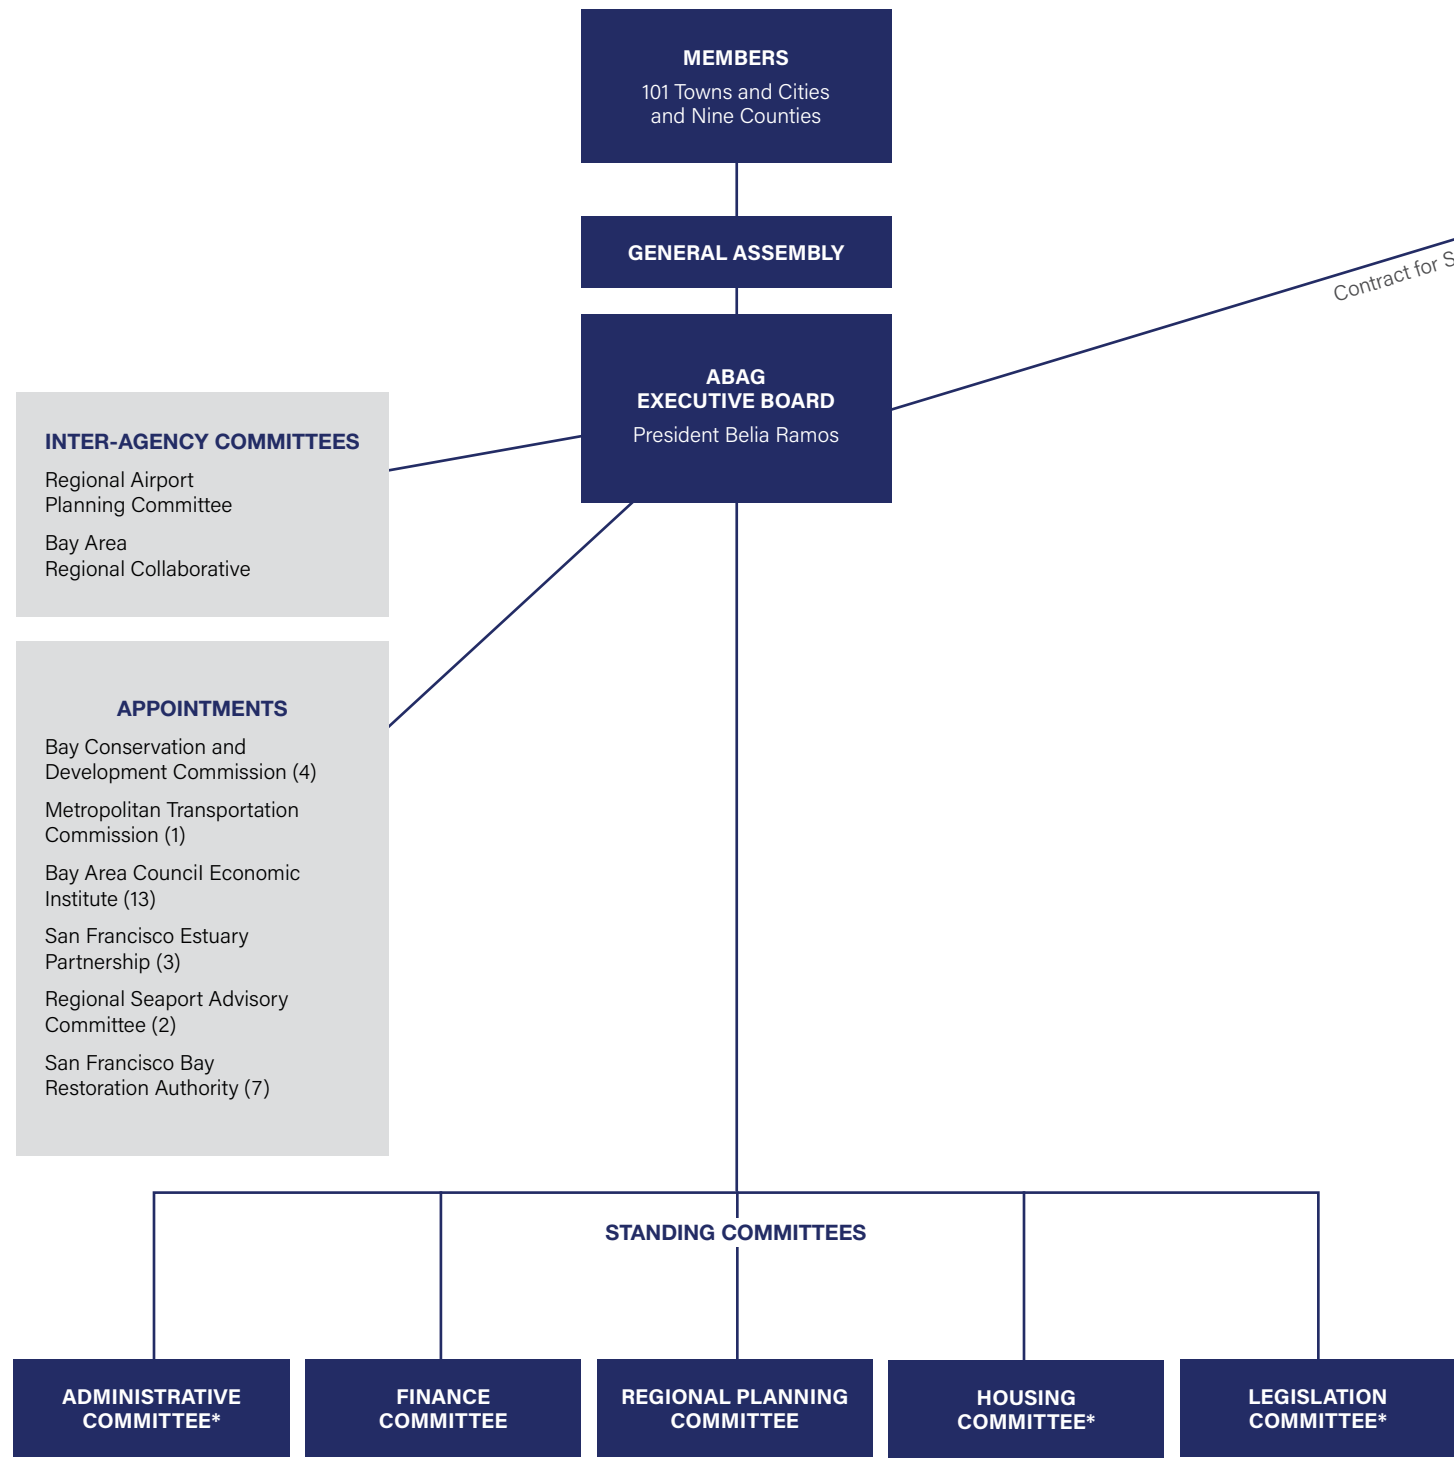 MEMBERS
101 Towns and Cities
and Nine Counties
GENERAL ASSEMBLY
Contract for S
ABAG
EXECUTIVE BOARD
President Belia Ramos
INTER-AGENCY COMMITTEES
Regional Airport
Planning Committee
Bay Area
Regional Collaborative
APPOINTMENTS
Bay Conservation and
Development Commission (4)
Metropolitan Transportation
Commission (1)
Bay Area Council Economic
Institute (13)
San Francisco Estuary
Partnership (3)
Regional Seaport Advisory
Committee (2)
San Francisco Bay
Restoration Authority (7)
STANDING COMMITTEES
ADMINISTRATIVE
COMMITTEE*
FINANCE
COMMITTEE
REGIONAL PLANNING
COMMITTEE
HOUSING
COMMITTEE*
LEGISLATION
COMMITTEE*